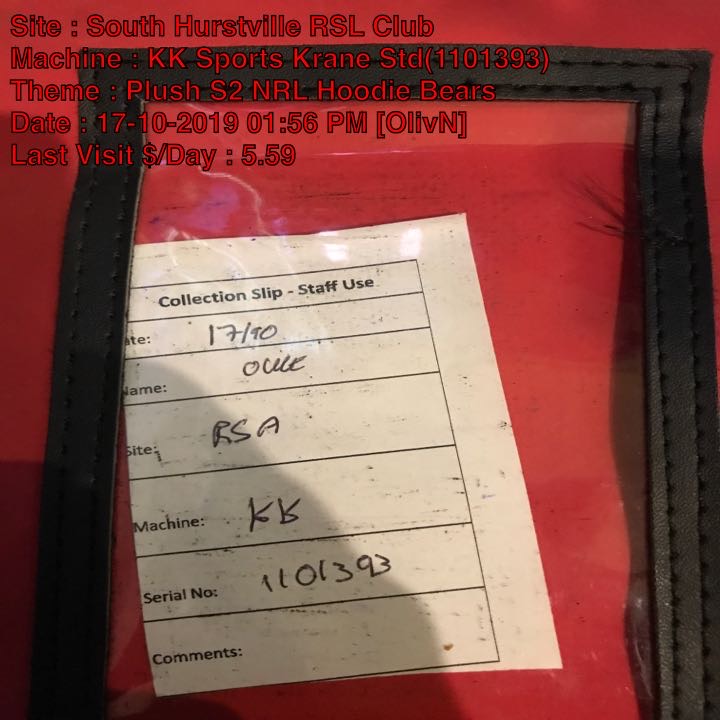 Site : South Hurstville RSL Club
Machine : KK Sports Krane Std(1101393)
Theme : Plush S2 NRL Hoodie Bears
Date : 17-10-2019 01:56 PM [OlivN]
Last Visit $/Day : 5.59
Collection Slip - Staff Use
ate: 17/10
Name:
Site: RSA
Machine: KK
Serial No: 1101393
Comments: